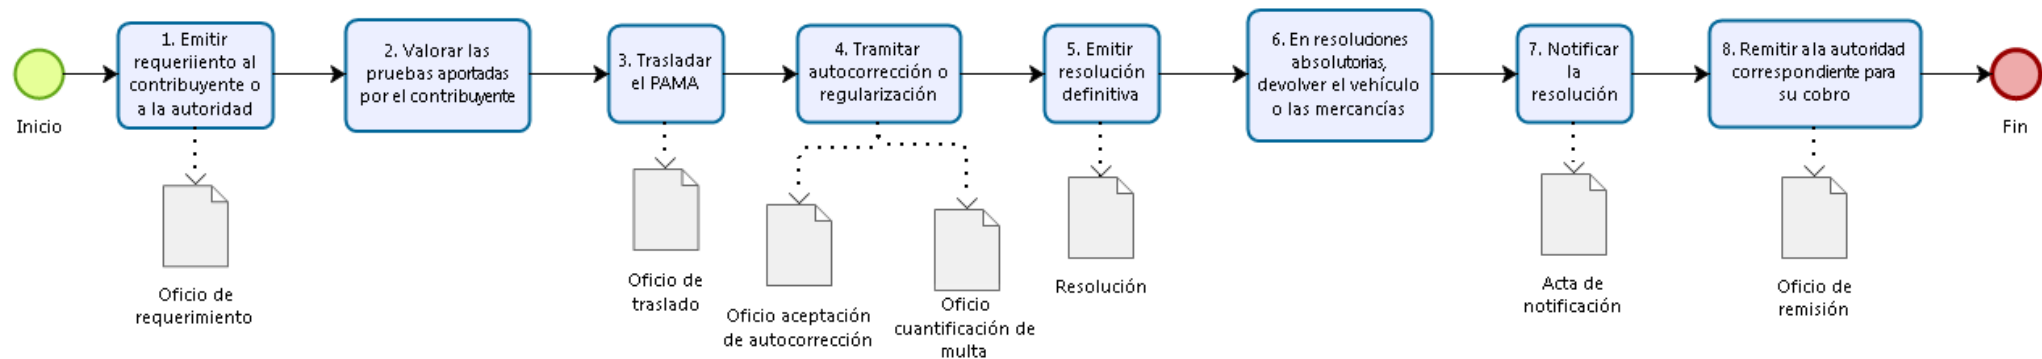 Inicio
1. Emitir
requeriiento al
contribuyente o
a la autoridad
Oficio de
requerimiento
2. Valorar las
pruebas aportadas
por el contribuyente
3. Trasladar
el PAMA
Oficio de
traslado
4. Tramitar
autocorrección o
regularización
Oficio aceptación
de autocorrección
Oficio
cuantificación de
multa
5. Emitir
resolución
definitiva
Resolución
6. En resoluciones
absolutorias,
devolver el vehículo
o las mercancías
7. Notificar
la
resolución
Acta de
notificación
8. Remitir a la autoridad
correspondiente para
su cobro
Oficio de
remisión
Fin